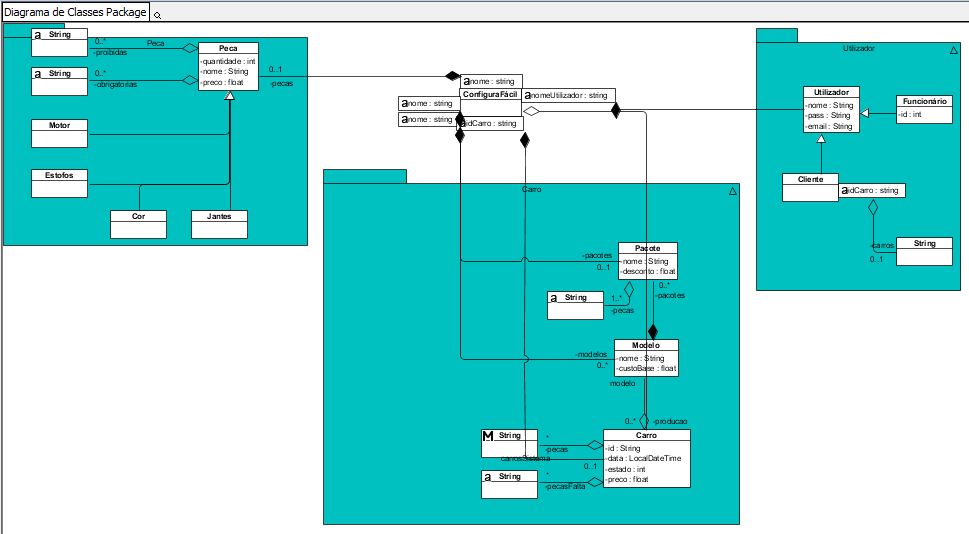 Diagrama de Classes Package
a String
0..*
-proibidas
Peca
a String
0..*
-obrigatorias
Peca
-quantidade : int
-nome : String
-preco : float
0..1
-pecas
Motor
Estofos
Cor
Jantes
a nome : string
ConfiguraFácil
a nomeUtilizador : string
a nome : string
a nome : string
a idCarro : string
Utilizador
Utilizador
-nome : String
-pass : String
-email : String
Funcionário
-id : int
Cliente
a idCarro : string
-carros
0..1
String
Carro
-pacotes
0..1
Pacote
-nome : String
-desconto : float
a String
1..*
-pecas
0..*
-pacotes
-modelos
0..*
Modelo
-nome : String
-custoBase : float
modelo
0..*
-producao
M String
*
-pecas
carrosSistema
0..1
Carro
-id : String
-data : LocalDateTime
-estado : int
-preco : float
a String
*
-pecasFalta